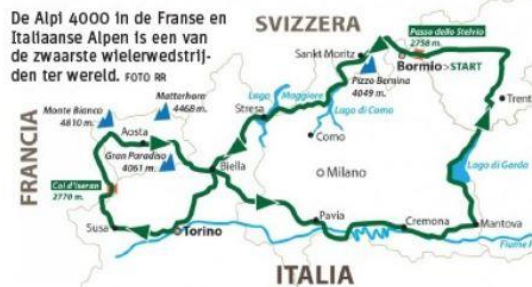 De Alpi 4000 in de Franse en
Italiaanse Alpen is een van
de zwaarste wielerwedstrij-
den ter wereld. FOTO RR
SVIZZERA
Passo dello Stelvio
2758 m.
Sankt Moritz
Bormio>START
Pizzo Bernina
4049 m.
Matterhorn
4468 m.
Monte Bianco
4810 m.
Lago
Maggiore
Stresa
Lago di Como
Como
Trent
FRANCIA
Aosta
Gran Paradiso
4061 m.
Biella
Milano
Lago di Garda
Col d'Iseran
2770 m.
Susa
Torino
Pavia
Cremona
Mantova
Fiume
ITALIA